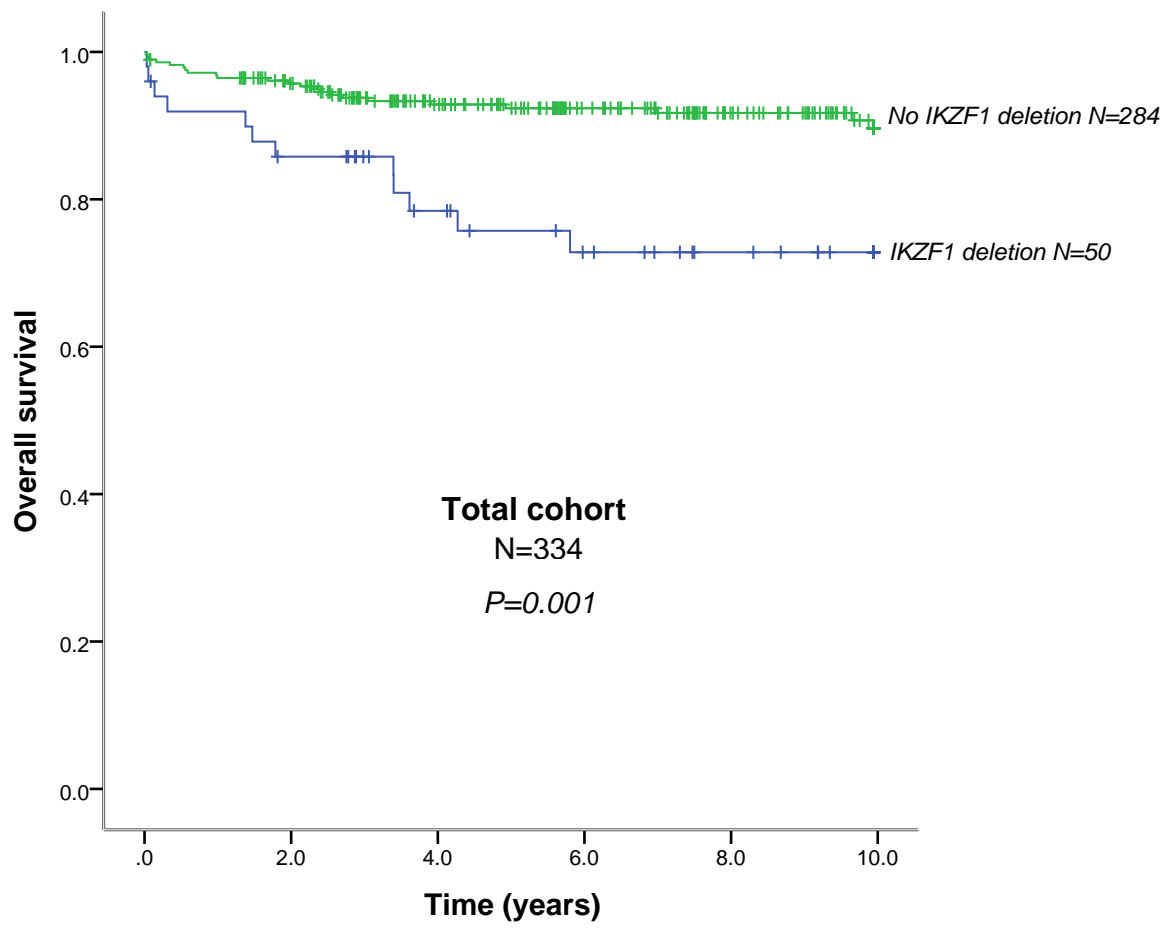 1.0
No IKZF1 deletion N=284
0.8
IKZF1 deletion N=50
0.6
Overall survival
0.4
Total cohort
N=334
P=0.001
0.2
0.0
.0 2.0 4.0 6.0 8.0 10.0
Time (years)